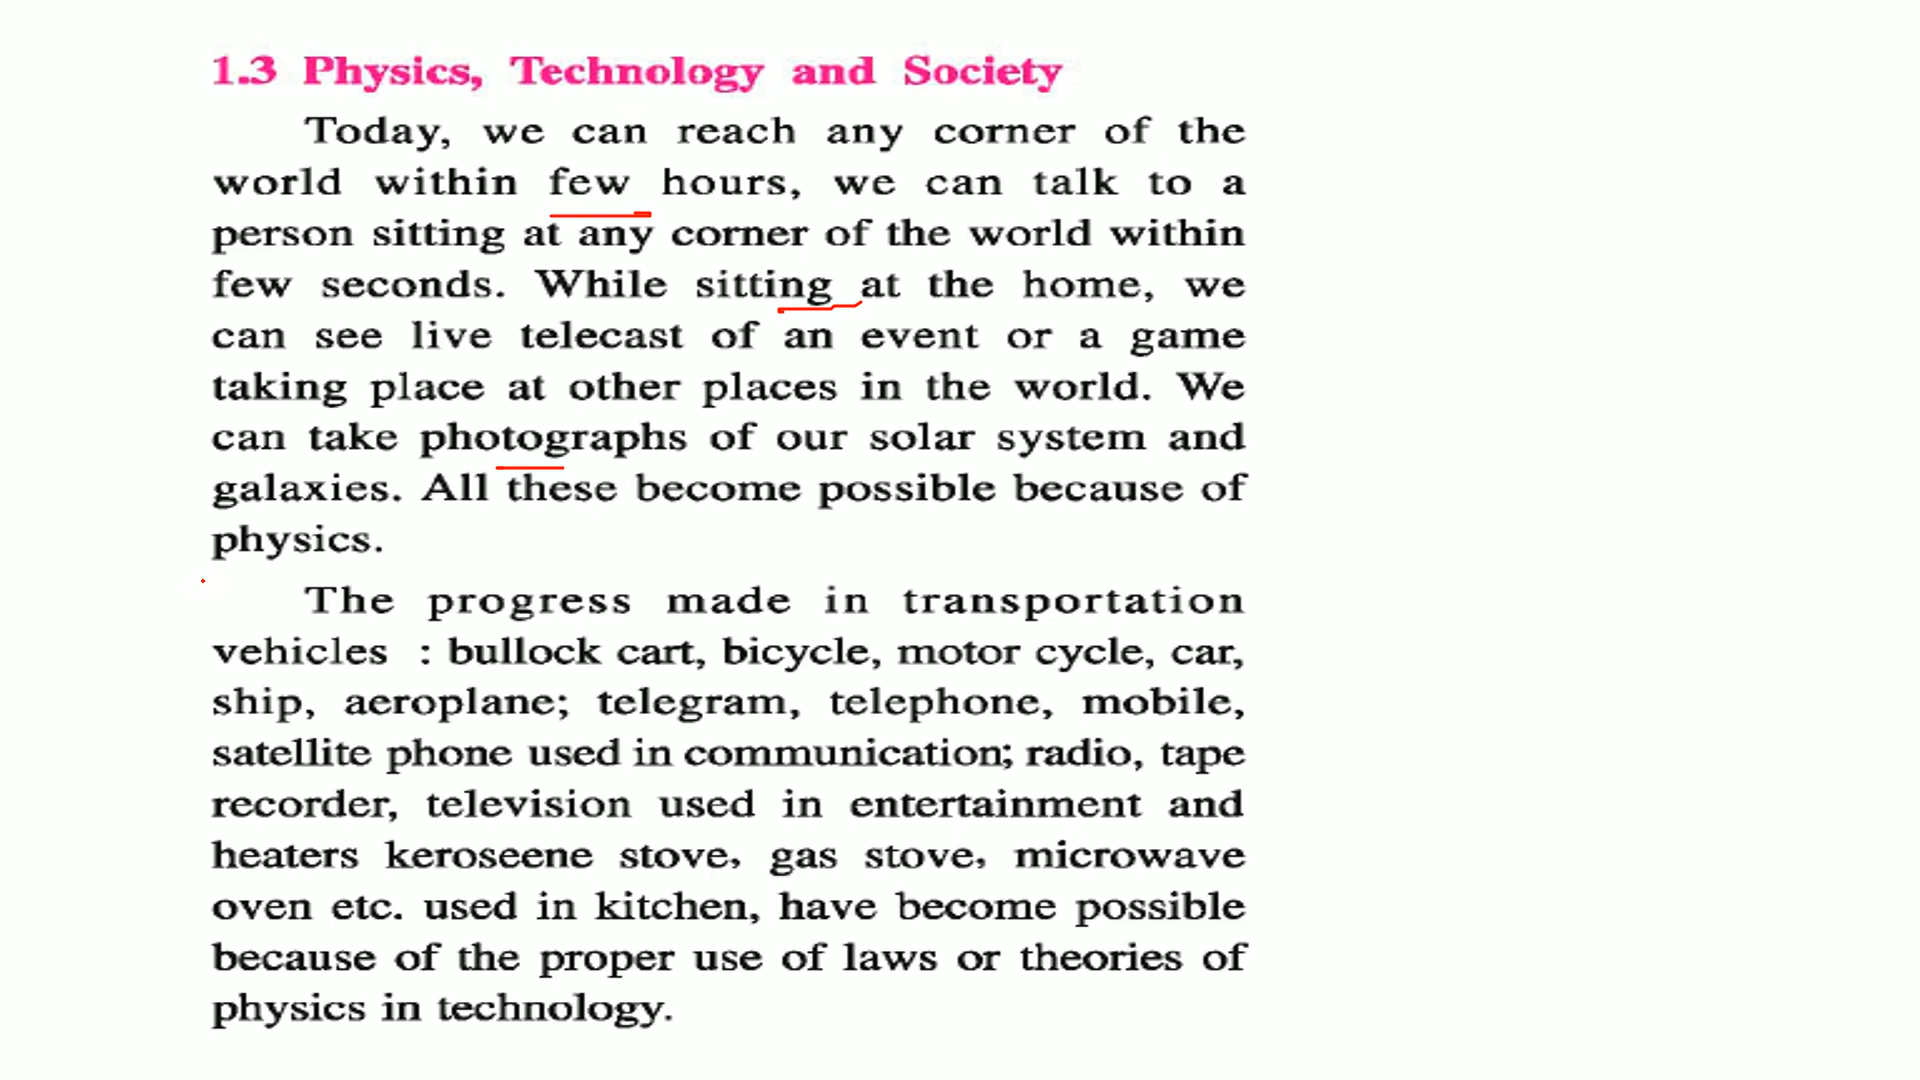 1.3 Physics, Technology and Society
Today, we can reach any corner of the
world within few hours, we can talk to a
person sitting at any corner of the world within
few seconds. While sitting at the home, we
can see live telecast of an event or a game
taking place at other places in the world. We
can take photographs of our solar system and
galaxies. All these become possible because of
physics.
The progress made in transportation
vehicles : bullock cart, bicycle, motor cycle, car,
ship, aeroplane; telegram, telephone, mobile,
satellite phone used in communication; radio, tape
recorder, television used in entertainment and
heaters keroseene stove, gas stove, microwave
oven etc. used in kitchen, have become possible
because of the proper use of laws or theories of
physics in technology.